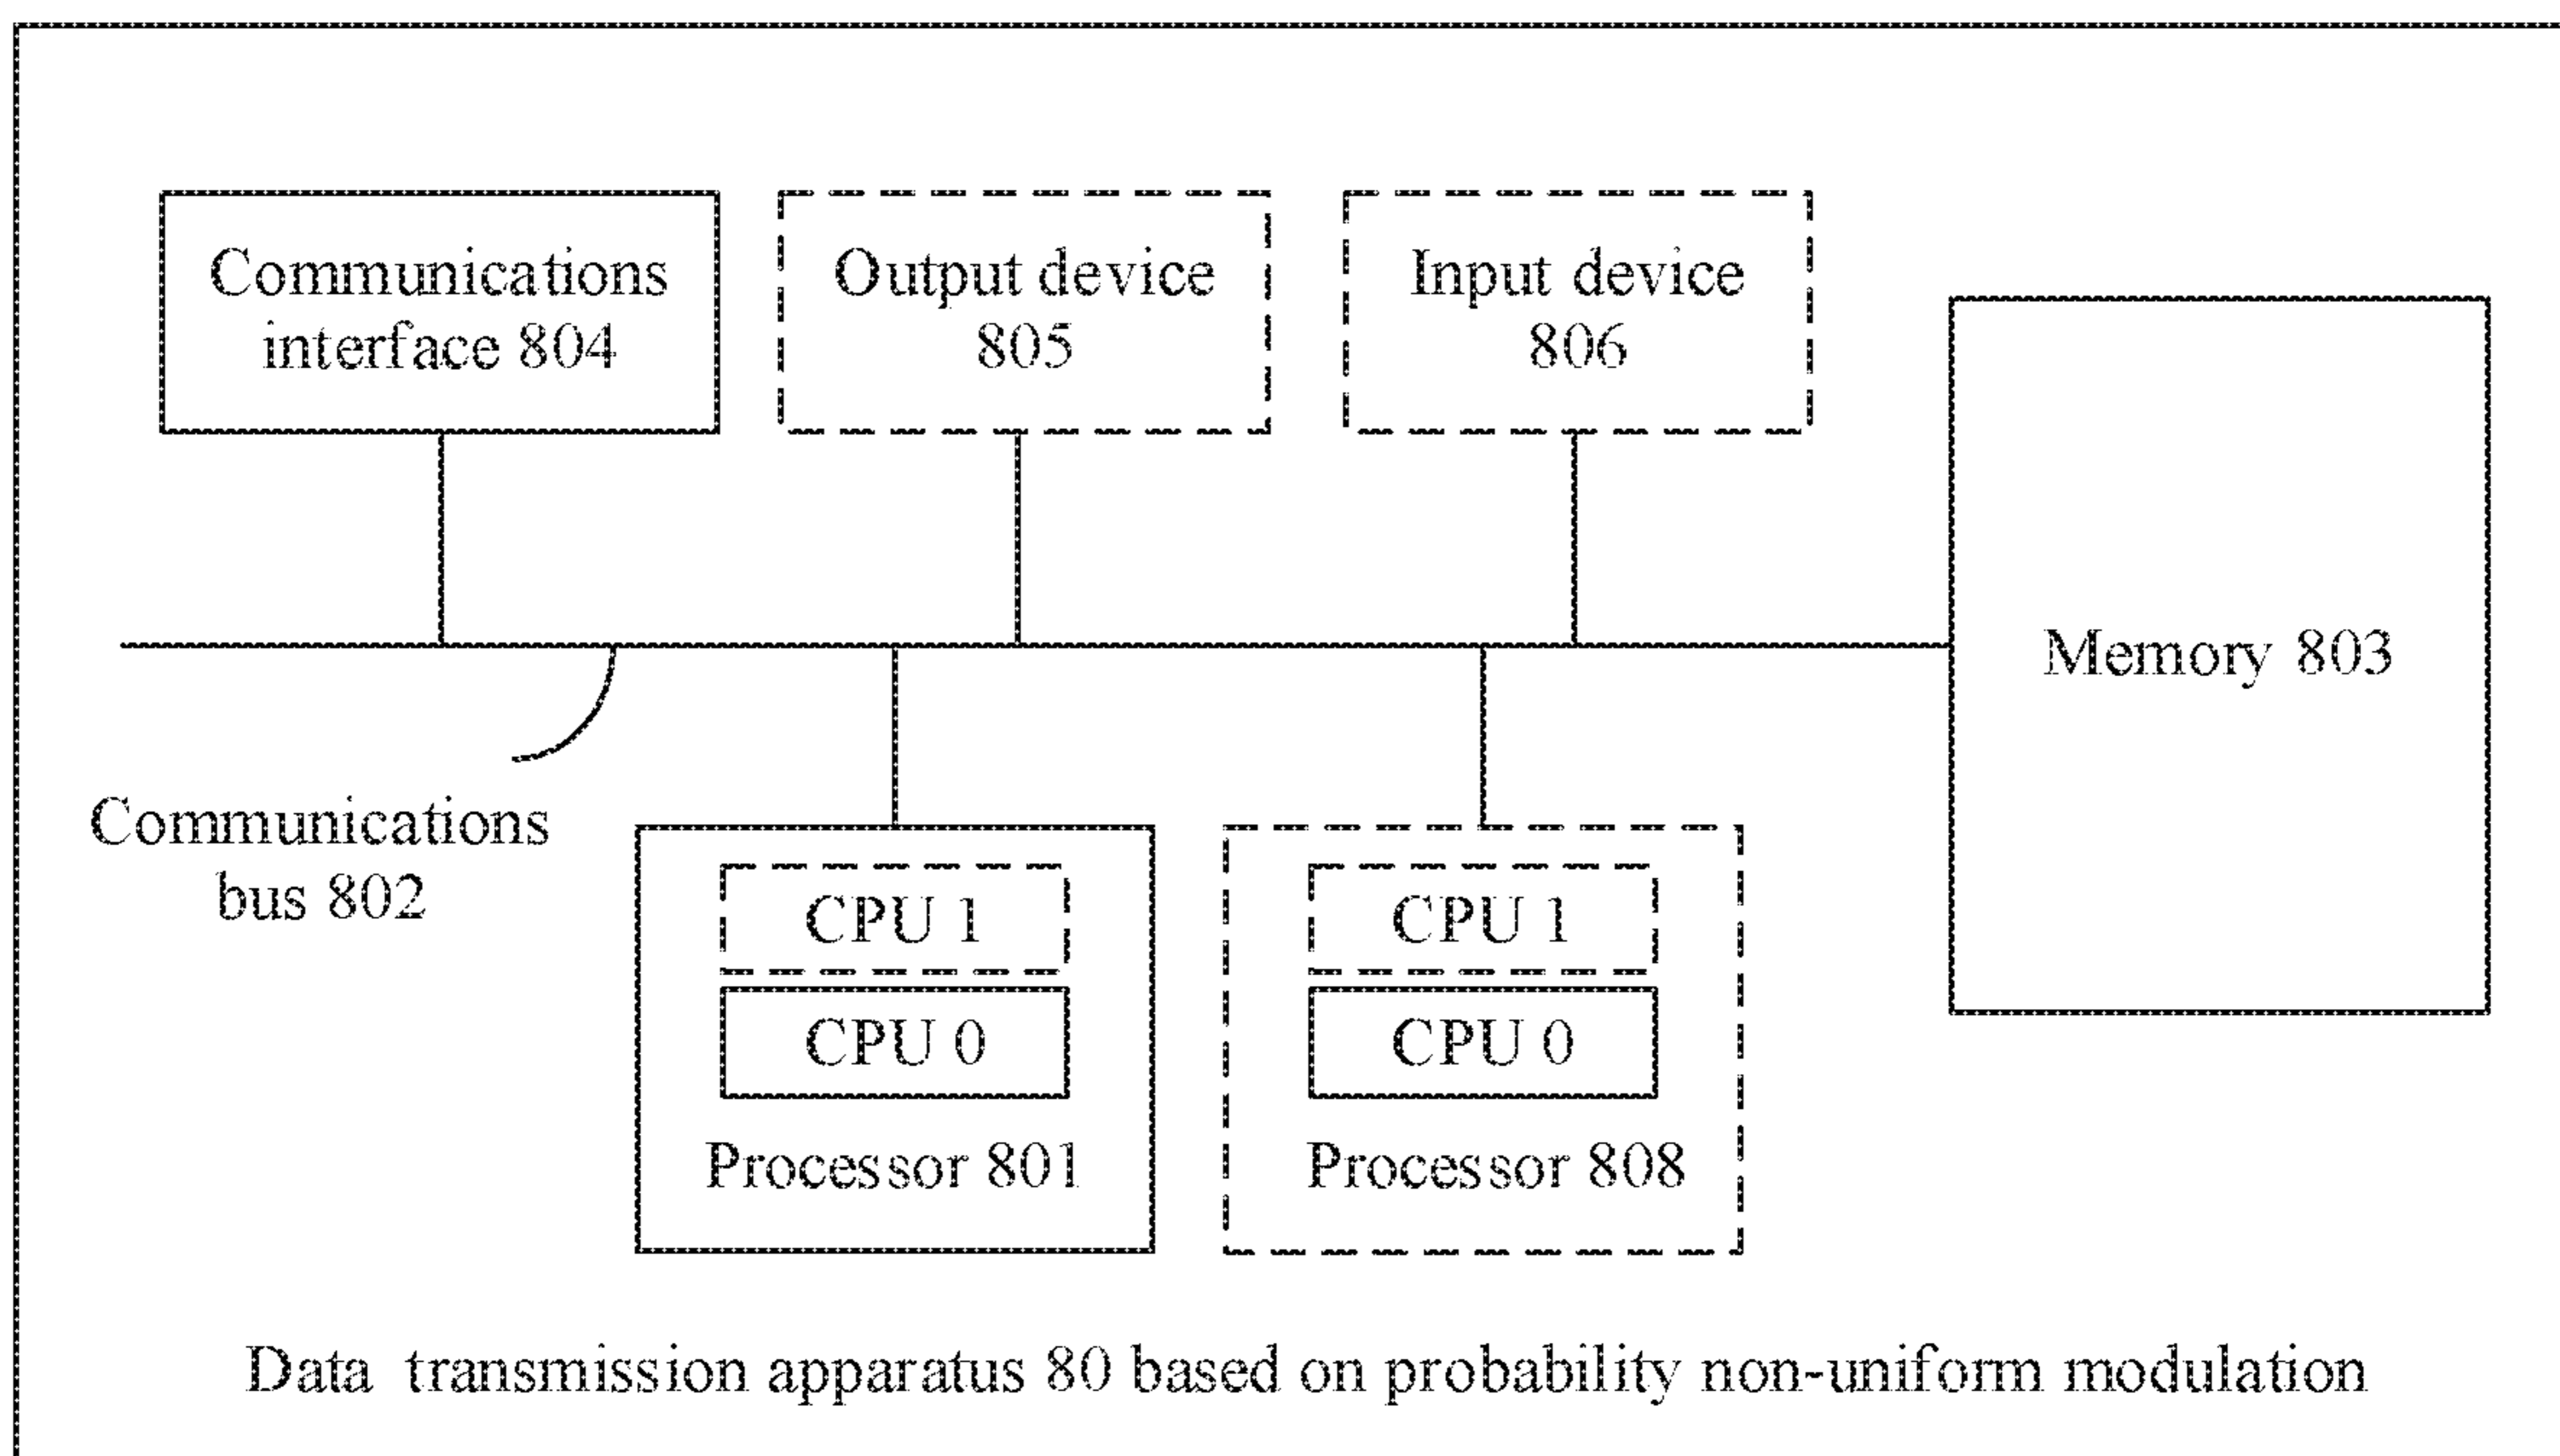 Communications
interface 804
Output device
805
Input device
806
Memory 803
Communications
bus 802
CPU 1
CPU 0
Processor 801
CPU 1
CPU 0
Processor 808
Data transmission apparatus 80 based on probability non-uniform modulation